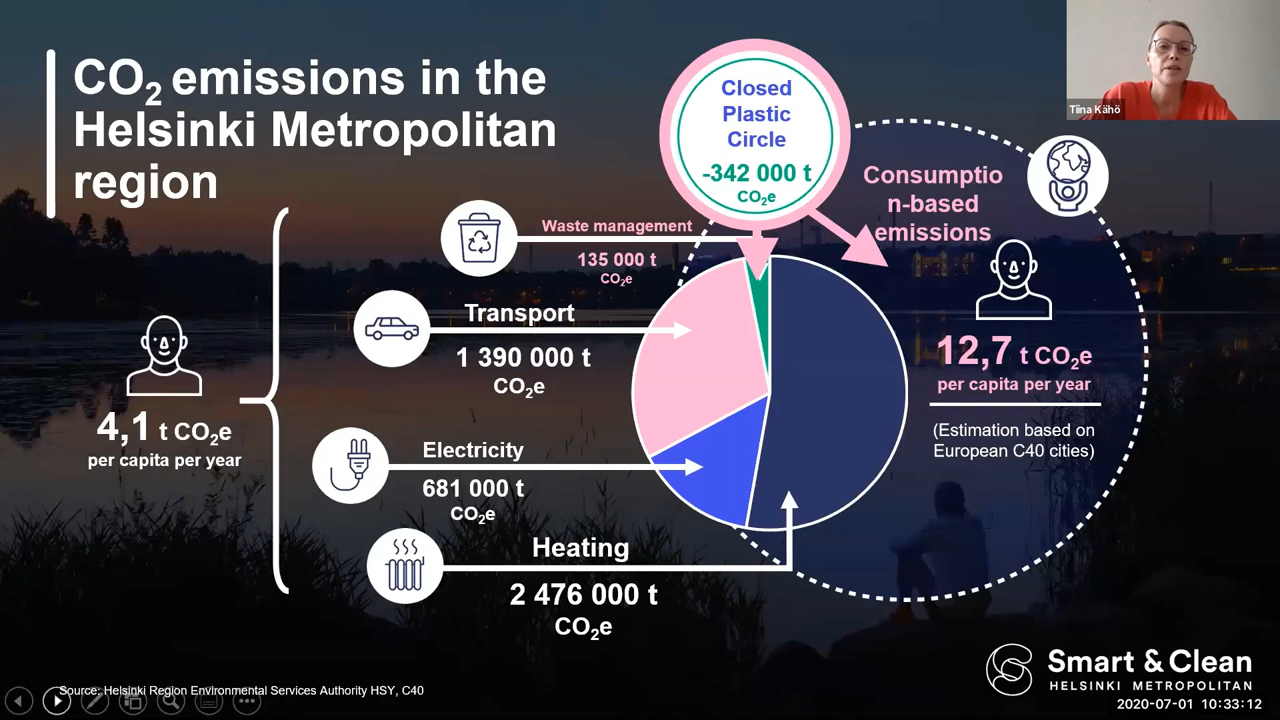 CO₂ emissions in the
Helsinki Metropolitan
region
Closed
Plastic
Circle
-342 000 t
CO₂e
Tiina Kähö
Consumptio
n-based
emissions
Waste management
135 000 t
CO₂e
Transport
1 390 000 t
CO₂e
12,7 t CO₂e
per capita per year
(Estimation based on
European C40 cities)
4,1 t CO₂e
per capita per year
Electricity
681 000 t
CO₂e
Heating
2 476 000 t
CO₂e
Smart & Clean
HELSINKI METROPOLITAN
Source: Helsinki Region Environmental Services Authority HSY, C40
2020-07-01 10:33:12